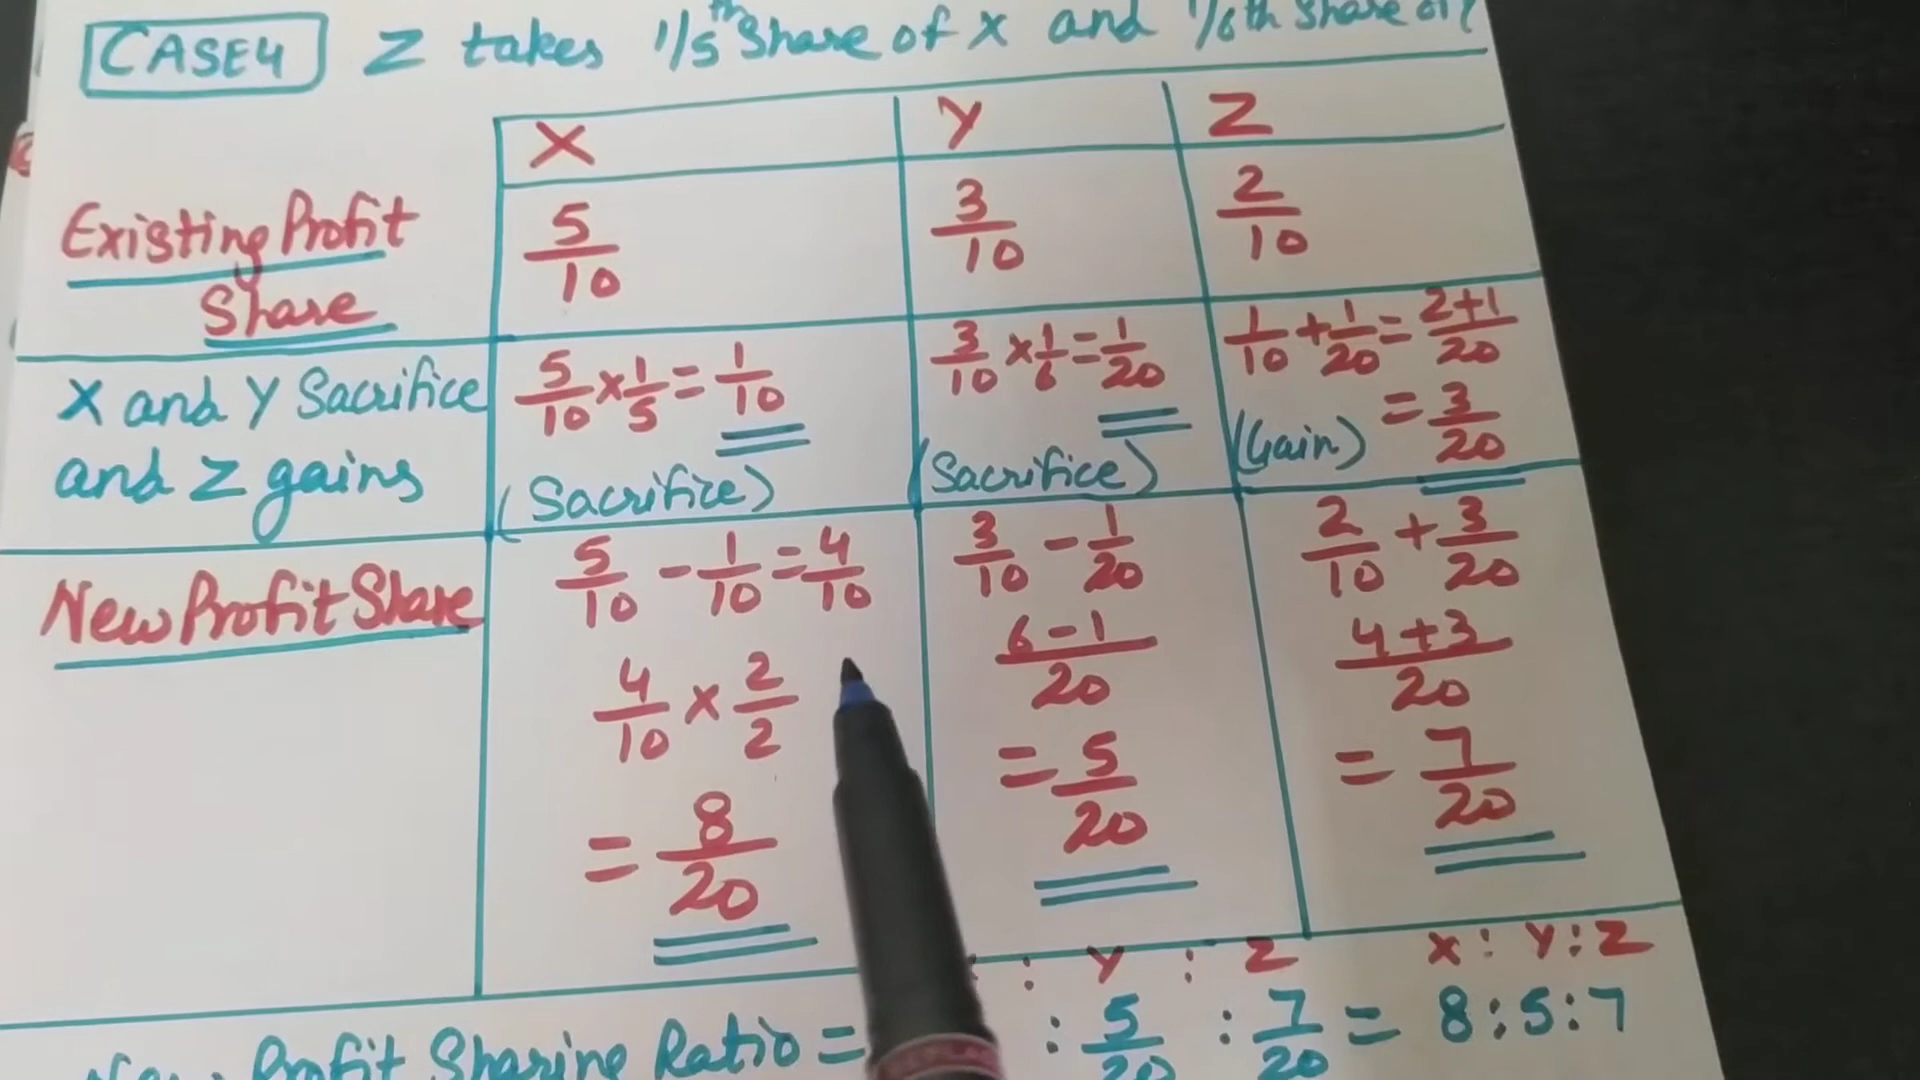 CASE4 Z takes 1/5th Share of X and 1/6th Share of
X Y Z
Existing Profit Share 5/10 3/10 2/10
X and Y Sacrifice and Z gains 5/10 × 1/5 = 1/10 (Sacrifice) 3/10 × 1/6 = 1/20 (Sacrifice) 1/10 + 1/20 = 2+1/20 = 3/20 (Gain)
New Profit Share 5/10 - 1/10 = 4/10 3/10 - 1/20 2/10 + 3/20
4/10 × 2/2 6-1/20 4+3/20
= 8/20 = 5/20 = 7/20
: Y : Z X : Y : Z
Profit Sharing Ratio = : 5/20 : 7/20 = 8:5:7